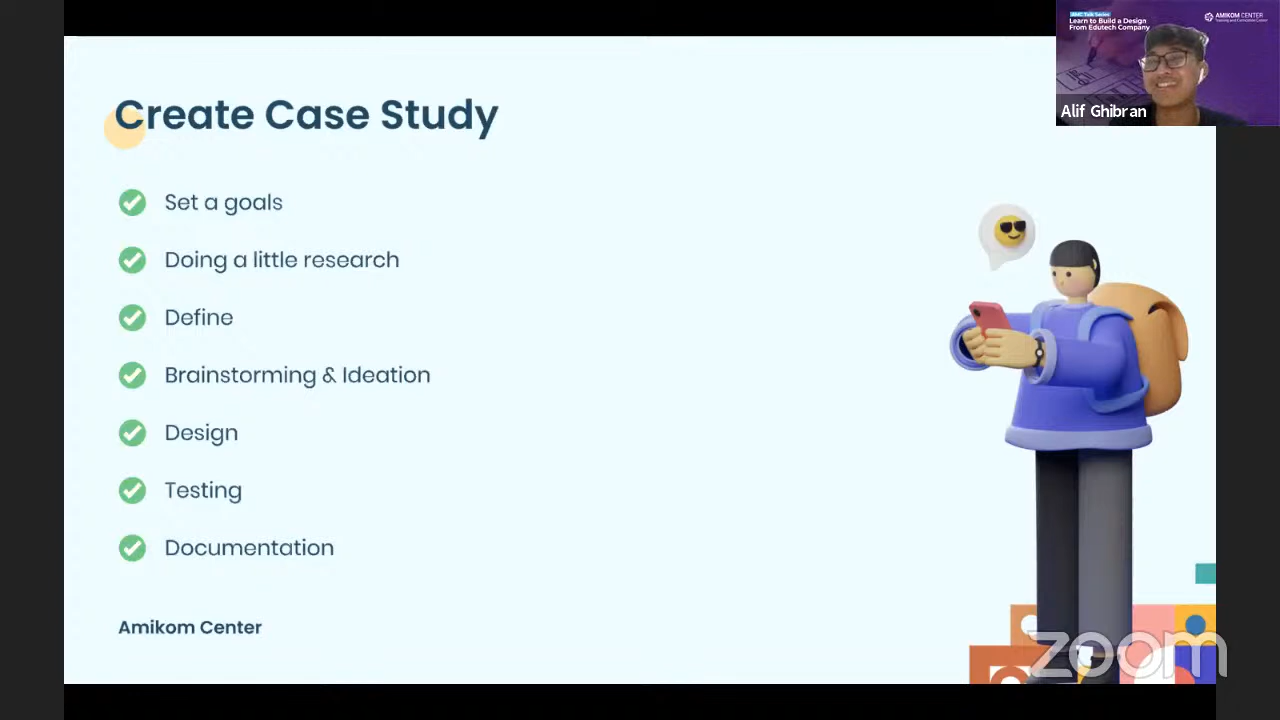 Create Case Study
Set a goals
Doing a little research
Define
Brainstorming & Ideation
Design
Testing
Documentation
Amikom Center
Learn to Build a Design
From Edutech Company
AMIKOM CENTER
Alif Ghibran
zoom